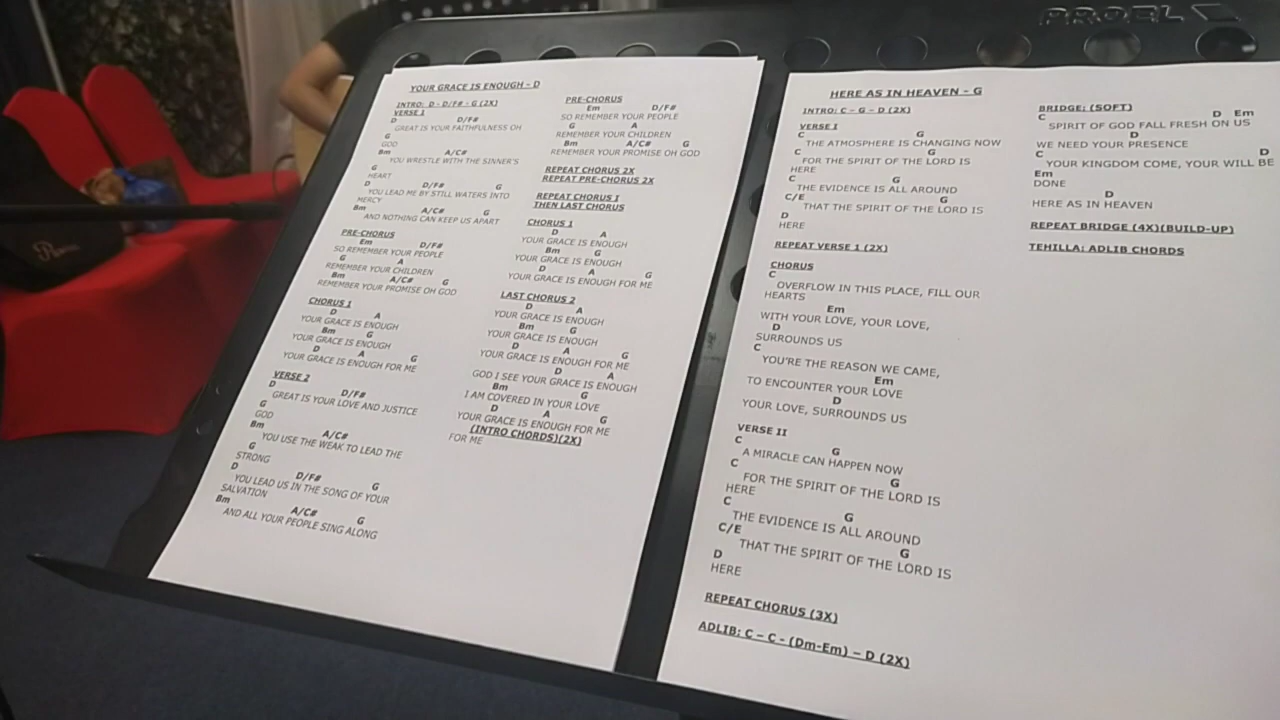 PROEL
YOUR GRACE IS ENOUGH - D
INTRO: D - D/F# - G (2X)
VERSE 1
D D/F#
GREAT IS YOUR FAITHFULNESS OH
G
GOD
Bm A/C#
YOU WRESTLE WITH THE SINNER'S
G
HEART
D D/F# G
YOU LEAD ME BY STILL WATERS INTO
MERCY
Bm A/C# G
AND NOTHING CAN KEEP US APART
PRE-CHORUS
Em D/F#
SO REMEMBER YOUR PEOPLE
G A
REMEMBER YOUR CHILDREN
Bm A/C# G
REMEMBER YOUR PROMISE OH GOD
CHORUS 1
D A
YOUR GRACE IS ENOUGH
Bm G
YOUR GRACE IS ENOUGH
D A G
YOUR GRACE IS ENOUGH FOR ME
VERSE 2
D D/F#
GREAT IS YOUR LOVE AND JUSTICE
G
GOD
Bm A/C#
YOU USE THE WEAK TO LEAD THE
G
STRONG
D D/F# G
YOU LEAD US IN THE SONG OF YOUR
SALVATION
Bm A/C# G
AND ALL YOUR PEOPLE SING ALONG
PRE-CHORUS
Em D/F#
SO REMEMBER YOUR PEOPLE
G A
REMEMBER YOUR CHILDREN
Bm A/C# G
REMEMBER YOUR PROMISE OH GOD
REPEAT CHORUS 2X
REPEAT PRE-CHORUS 2X
REPEAT CHORUS I
THEN LAST CHORUS
CHORUS 1
D A
YOUR GRACE IS ENOUGH
Bm G
YOUR GRACE IS ENOUGH
D A G
YOUR GRACE IS ENOUGH FOR ME
LAST CHORUS 2
D A
YOUR GRACE IS ENOUGH
Bm G
YOUR GRACE IS ENOUGH
D A G
YOUR GRACE IS ENOUGH FOR ME
D A
GOD I SEE YOUR GRACE IS ENOUGH
Bm G
I AM COVERED IN YOUR LOVE
D A G
YOUR GRACE IS ENOUGH FOR ME
(INTRO CHORDS)(2X)
FOR ME
HERE AS IN HEAVEN – G
INTRO: C – G – D (2X)
VERSE I
C G
THE ATMOSPHERE IS CHANGING NOW
C G
FOR THE SPIRIT OF THE LORD IS
HERE
C G
THE EVIDENCE IS ALL AROUND
C/E G
THAT THE SPIRIT OF THE LORD IS
D
HERE
REPEAT VERSE 1 (2X)
CHORUS
C
OVERFLOW IN THIS PLACE, FILL OUR
HEARTS
Em
WITH YOUR LOVE, YOUR LOVE,
D
SURROUNDS US
C
YOU'RE THE REASON WE CAME,
Em
TO ENCOUNTER YOUR LOVE
D
YOUR LOVE, SURROUNDS US
VERSE II
C G
A MIRACLE CAN HAPPEN NOW
C G
FOR THE SPIRIT OF THE LORD IS
HERE
C G
THE EVIDENCE IS ALL AROUND
C/E G
THAT THE SPIRIT OF THE LORD IS
D
HERE
REPEAT CHORUS (3X)
ADLIB: C – C - (Dm-Em) – D (2X)
BRIDGE: (SOFT)
C D Em
SPIRIT OF GOD FALL FRESH ON US
D
WE NEED YOUR PRESENCE
C D
YOUR KINGDOM COME, YOUR WILL BE
Em
DONE
D
HERE AS IN HEAVEN
REPEAT BRIDGE (4X)(BUILD-UP)
TEHILLA: ADLIB CHORDS